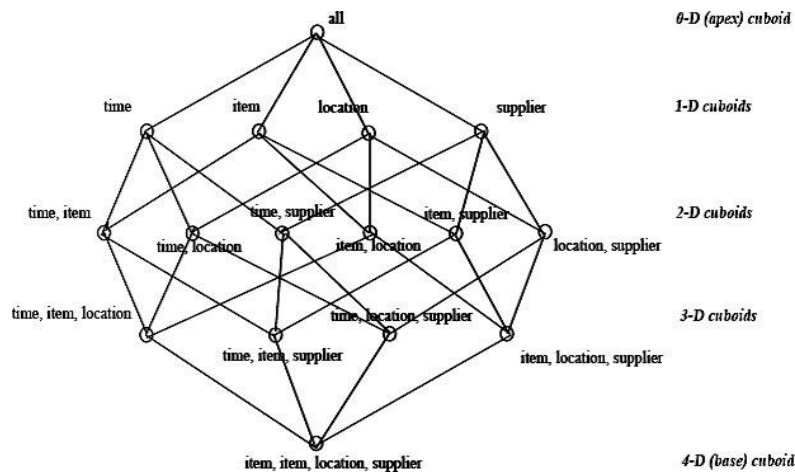 all
0-D (apex) cuboid
time
item
location
supplier
1-D cuboids
time, item
time, location
time, supplier
item, location
item, supplier
location, supplier
2-D cuboids
time, item, location
time, item, supplier
time, location, supplier
item, location, supplier
3-D cuboids
item, item, location, supplier
4-D (base) cuboid